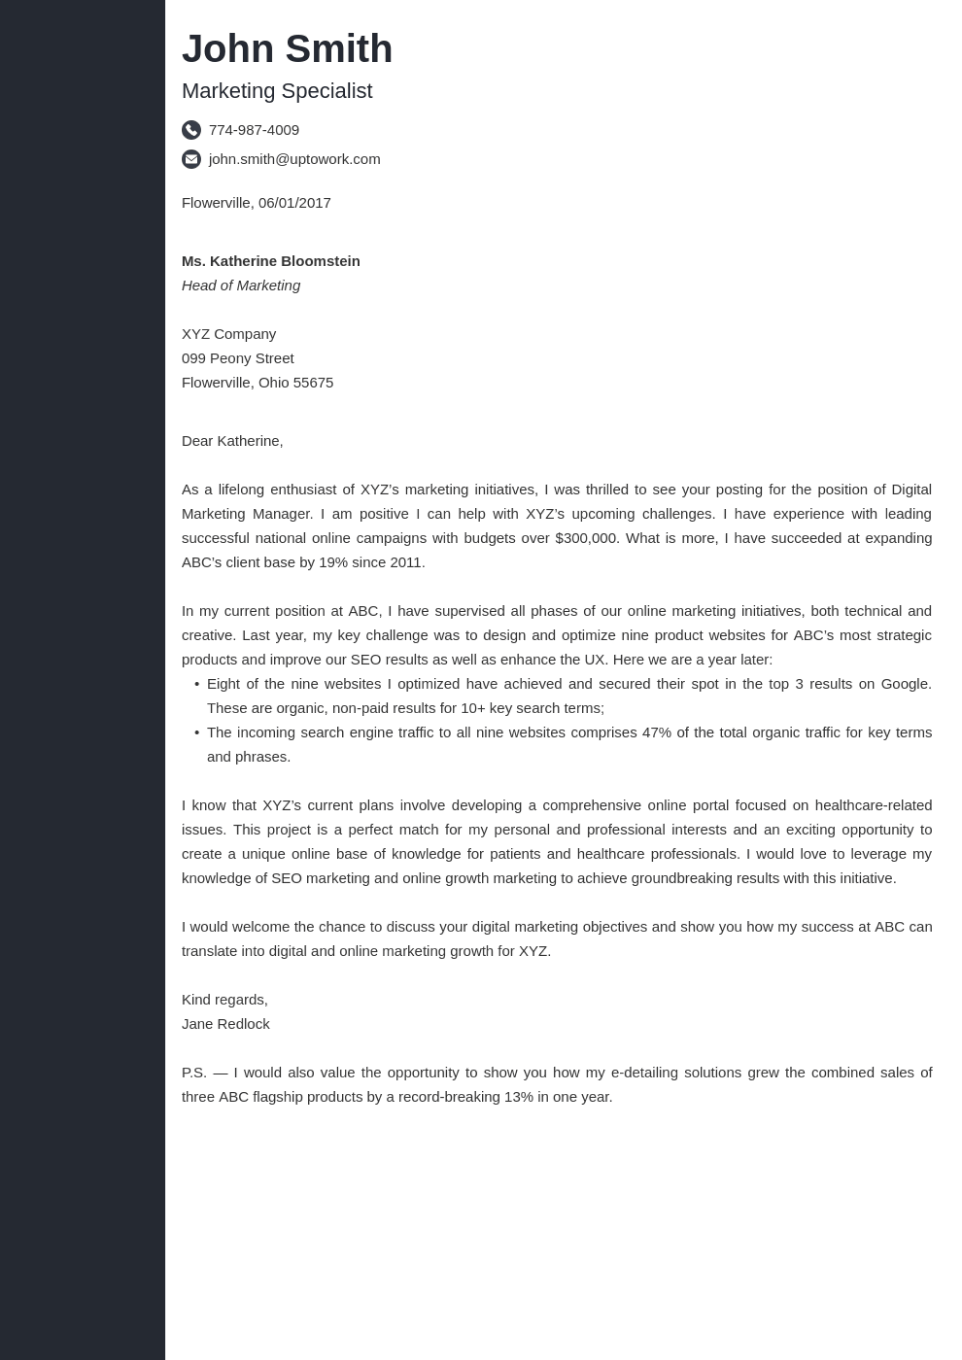 John Smith
Marketing Specialist
774-987-4009
john.smith@uptowork.com
Flowerville, 06/01/2017
Ms. Katherine Bloomstein
Head of Marketing
XYZ Company
099 Peony Street
Flowerville, Ohio 55675
Dear Katherine,
As a lifelong enthusiast of XYZ’s marketing initiatives, I was thrilled to see your posting for the position of Digital
Marketing Manager. I am positive I can help with XYZ’s upcoming challenges. I have experience with leading
successful national online campaigns with budgets over $300,000. What is more, I have succeeded at expanding
ABC’s client base by 19% since 2011.
In my current position at ABC, I have supervised all phases of our online marketing initiatives, both technical and
creative. Last year, my key challenge was to design and optimize nine product websites for ABC’s most strategic
products and improve our SEO results as well as enhance the UX. Here we are a year later:
• Eight of the nine websites I optimized have achieved and secured their spot in the top 3 results on Google.
These are organic, non-paid results for 10+ key search terms;
• The incoming search engine traffic to all nine websites comprises 47% of the total organic traffic for key terms
and phrases.
I know that XYZ’s current plans involve developing a comprehensive online portal focused on healthcare-related
issues. This project is a perfect match for my personal and professional interests and an exciting opportunity to
create a unique online base of knowledge for patients and healthcare professionals. I would love to leverage my
knowledge of SEO marketing and online growth marketing to achieve groundbreaking results with this initiative.
I would welcome the chance to discuss your digital marketing objectives and show you how my success at ABC can
translate into digital and online marketing growth for XYZ.
Kind regards,
Jane Redlock
P.S. — I would also value the opportunity to show you how my e-detailing solutions grew the combined sales of
three ABC flagship products by a record-breaking 13% in one year.